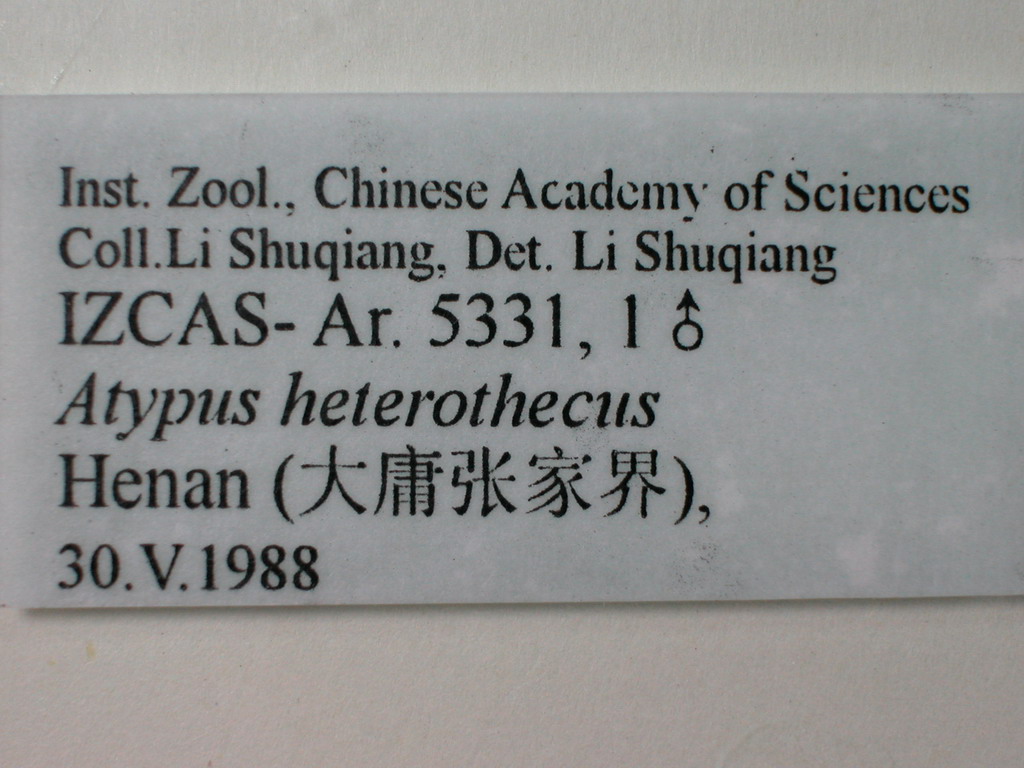 Inst. Zool., Chinese Academy of Sciences
Coll.Li Shuqiang, Det. Li Shuqiang
IZCAS- Ar. 5331, 1 ♂
Atypus heterothecus
Henan (大庸张家界),
30.V.1988